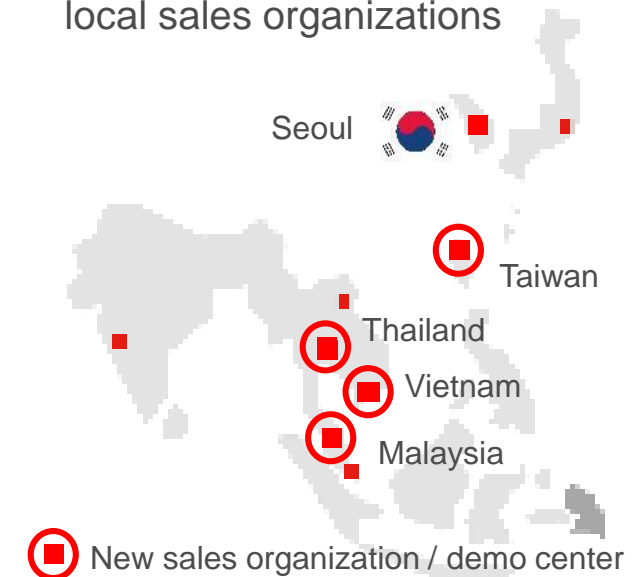 local sales organizations
Seoul
Taiwan
Thailand
Vietnam
Malaysia
New sales organization / demo center